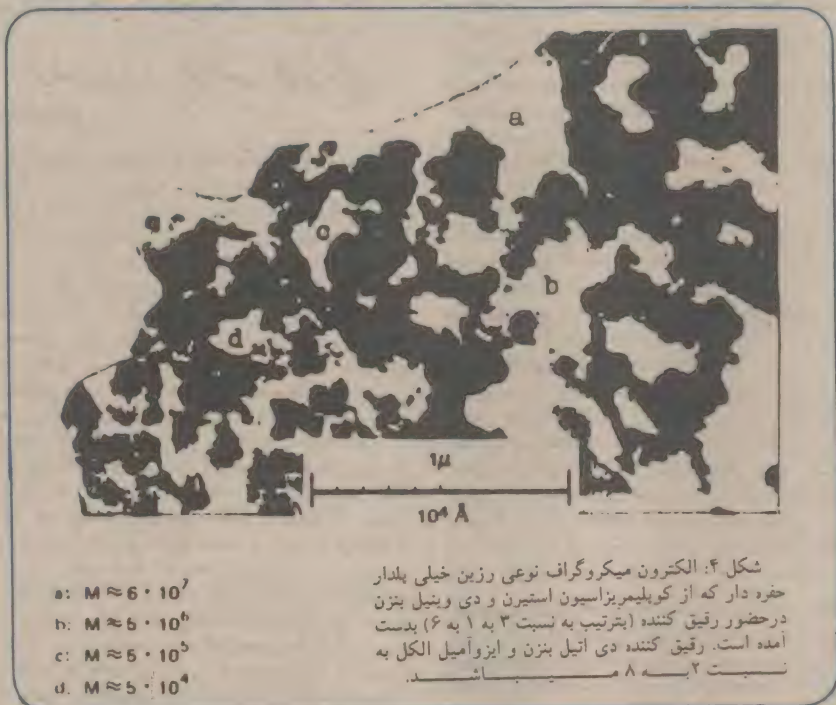 a
b
c
d
1μ
10⁴ Å
a: M ≈ 6 · 10⁷
b: M ≈ 5 · 10⁶
c: M ≈ 5 · 10⁵
d. M ≈ 5 · 10⁴
شکل ۴: الکترون میکروگراف نوعی رزین خیلی پلدار
حفره دار که از کوپلیمریزاسیون استیرن و دی وینیل بنزن
درحضور رقیق کننده (بترتیب به نسبت ۳ به ۱ به ۶) بدست
آمده است. رقیق کننده دی اتیل بنزن و ایزوآمیل الکل به
نسبت ۲ به ۸ میباشد.